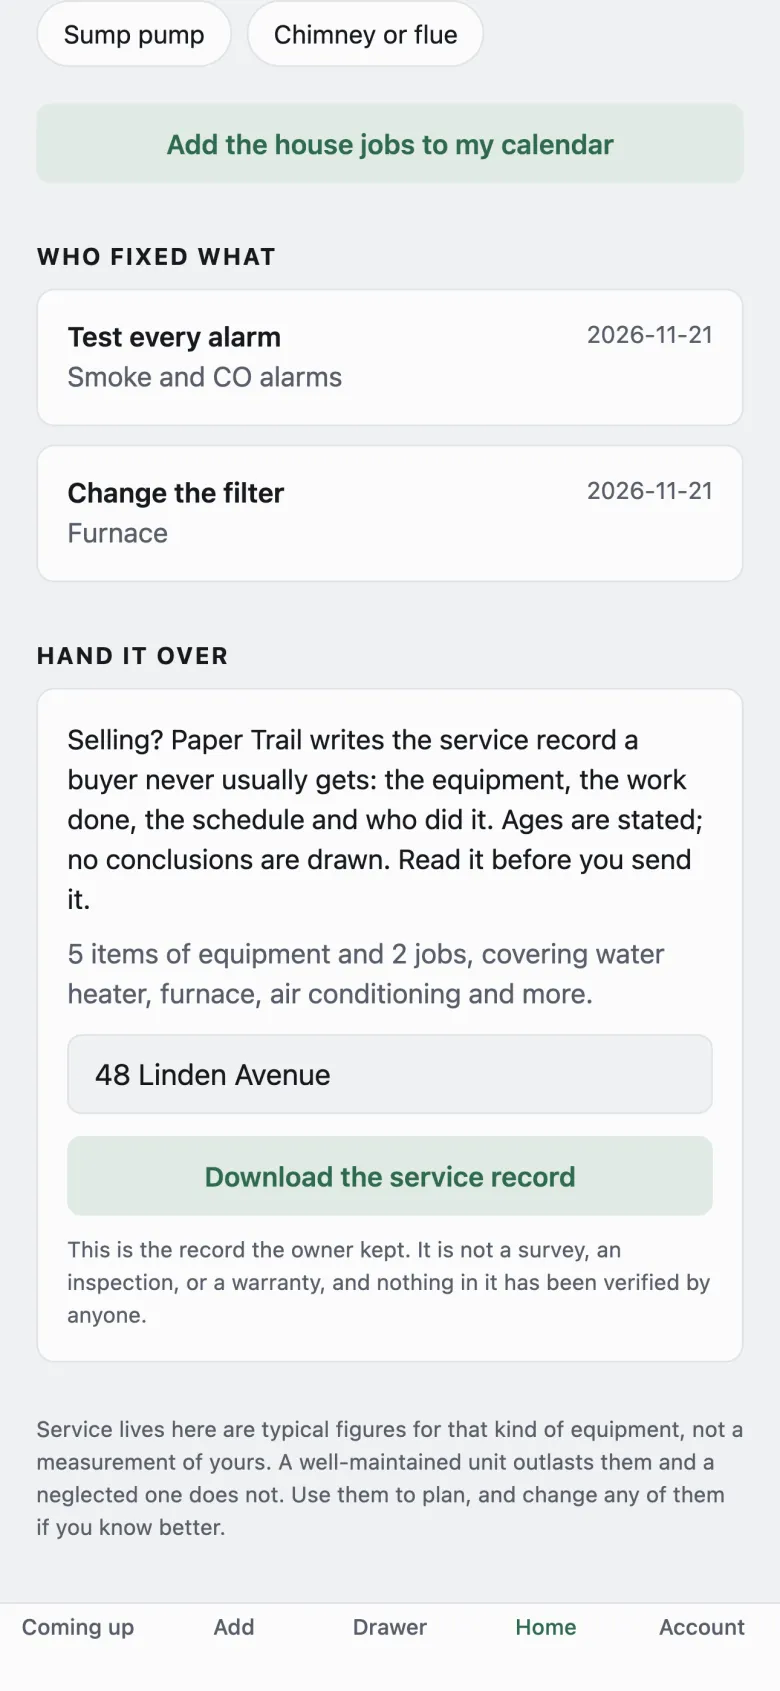 Sump pump
Chimney or flue
Add the house jobs to my calendar
WHO FIXED WHAT
Test every alarm
2026-11-21
Smoke and CO alarms
Change the filter
2026-11-21
Furnace
HAND IT OVER
Selling? Paper Trail writes the service record a
buyer never usually gets: the equipment, the work
done, the schedule and who did it. Ages are stated;
no conclusions are drawn. Read it before you send
it.
5 items of equipment and 2 jobs, covering water
heater, furnace, air conditioning and more.
48 Linden Avenue
Download the service record
This is the record the owner kept. It is not a survey, an
inspection, or a warranty, and nothing in it has been verified by
anyone.
Service lives here are typical figures for that kind of equipment, not a
measurement of yours. A well-maintained unit outlasts them and a
neglected one does not. Use them to plan, and change any of them
if you know better.
Coming up
Add
Drawer
Home
Account